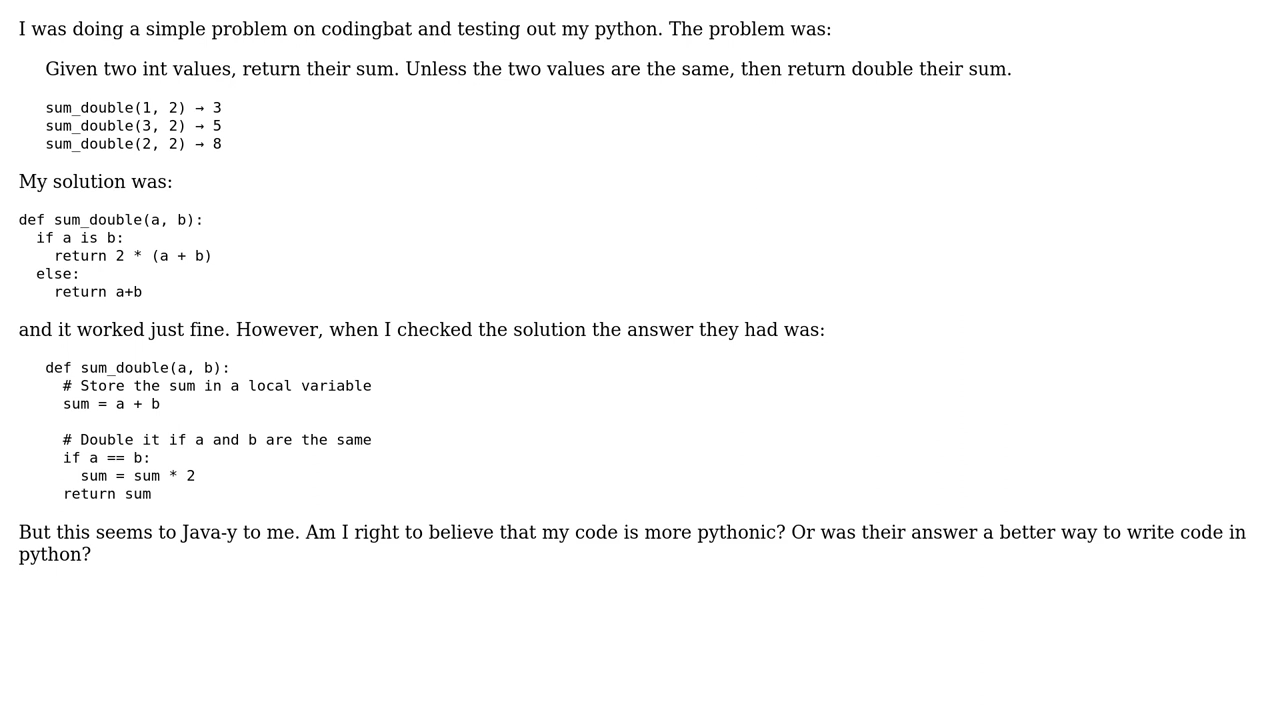 I was doing a simple problem on codingbat and testing out my python. The problem was:
Given two int values, return their sum. Unless the two values are the same, then return double their sum.
sum_double(1, 2) → 3
sum_double(3, 2) → 5
sum_double(2, 2) → 8
My solution was:
def sum_double(a, b):
  if a is b:
    return 2 * (a + b)
  else:
    return a+b
and it worked just fine. However, when I checked the solution the answer they had was:
def sum_double(a, b):
  # Store the sum in a local variable
  sum = a + b
  # Double it if a and b are the same
  if a == b:
    sum = sum * 2
  return sum
But this seems to Java-y to me. Am I right to believe that my code is more pythonic? Or was their answer a better way to write code in
python?